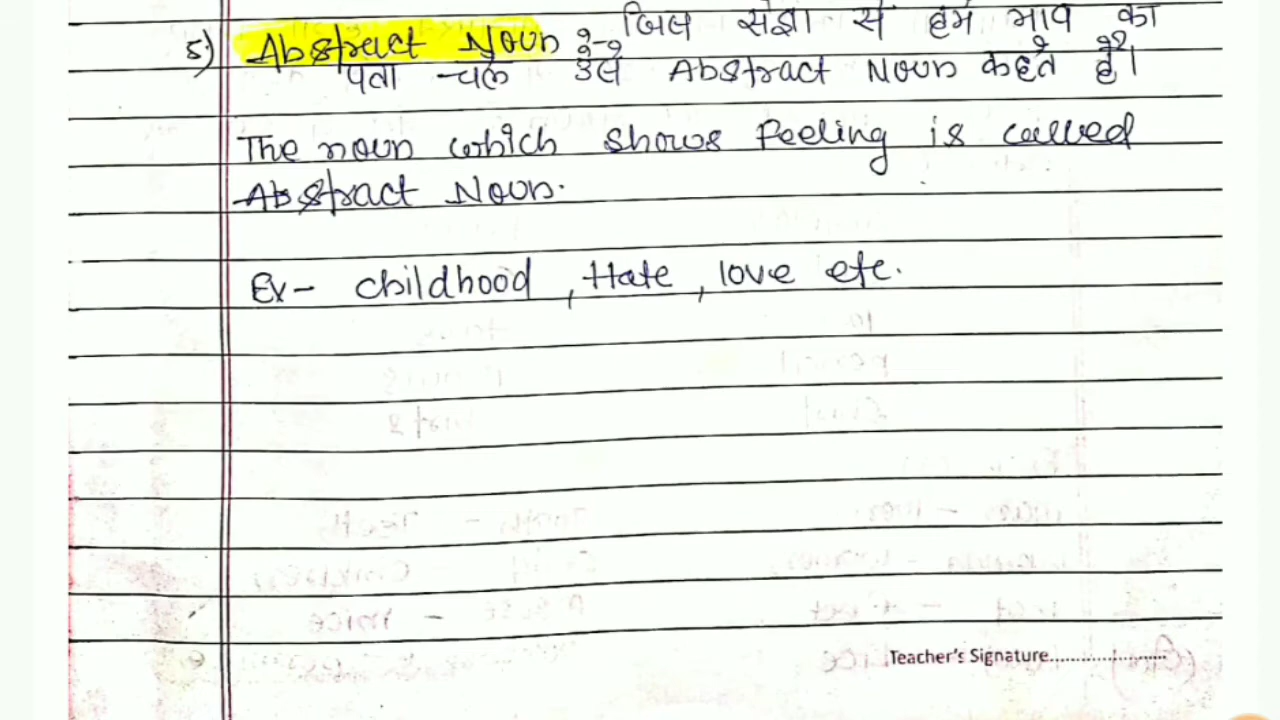 5.) Abstract Noun :- जिस संज्ञा से हमें भाव का
पता चले उसे Abstract Noun कहते हैं।
The noun which shows feeling is called
Abstract Noun.
Ex- childhood, Hate, love etc.
Teacher's Signature........................